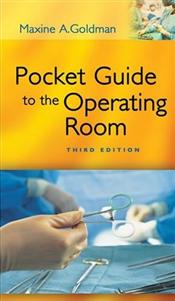 Maxine A.Goldman
Pocket Guide
to the Operating
Room
THIRD EDITION